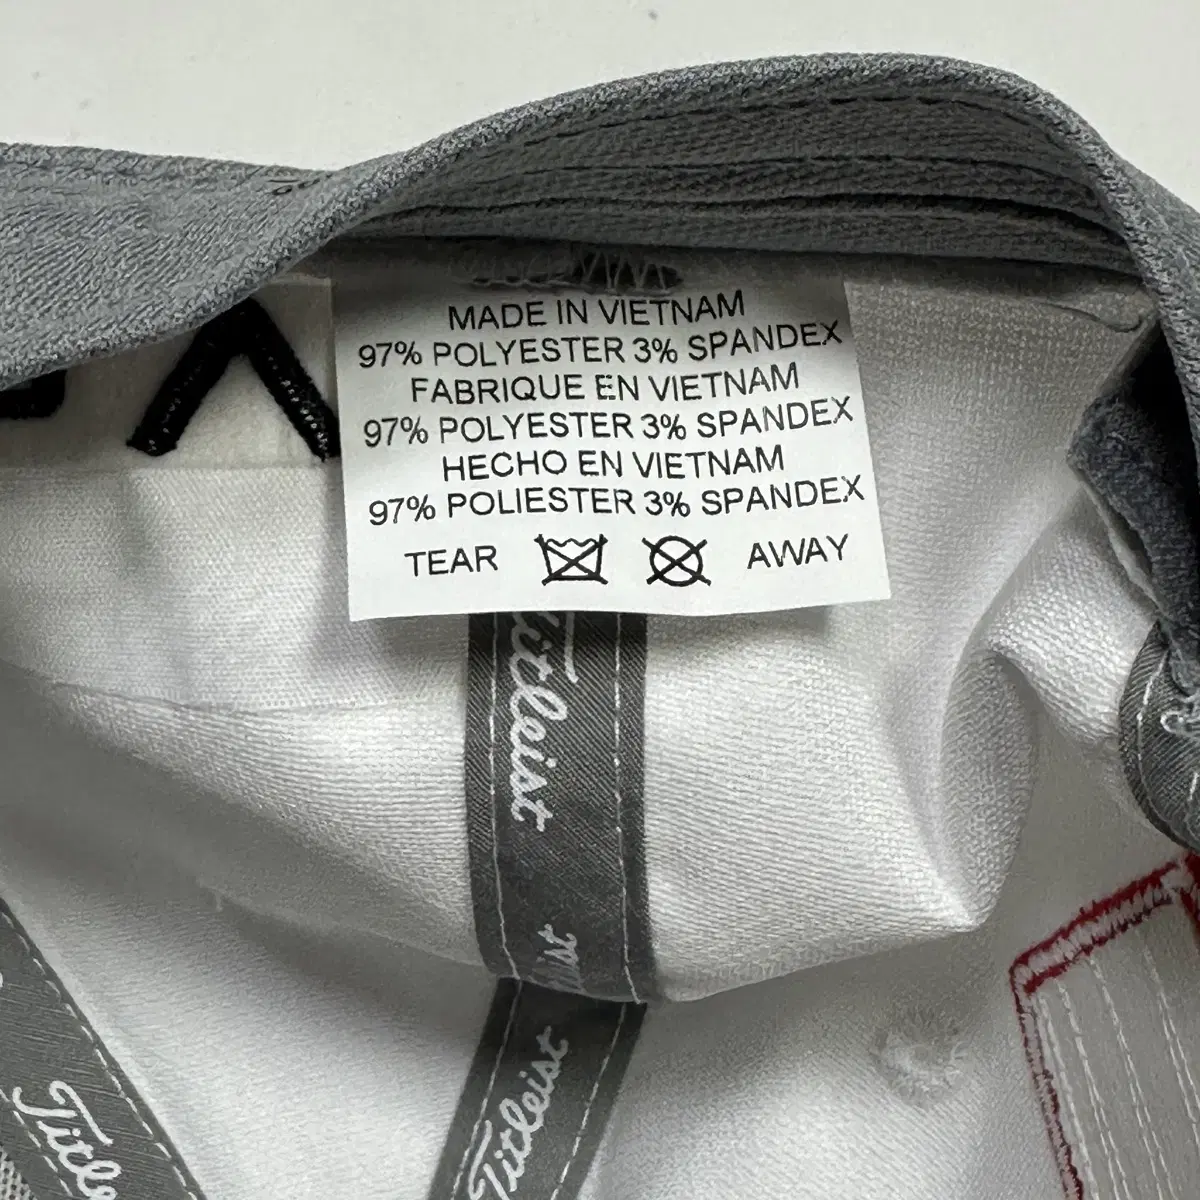 MADE IN VIETNAM
97% POLYESTER 3% SPANDEX
FABRIQUE EN VIETNAM
97% POLYESTER 3% SPANDEX
HECHO EN VIETNAM
97% POLIESTER 3% SPANDEX
TEAR AWAY
Titleist
Titleist